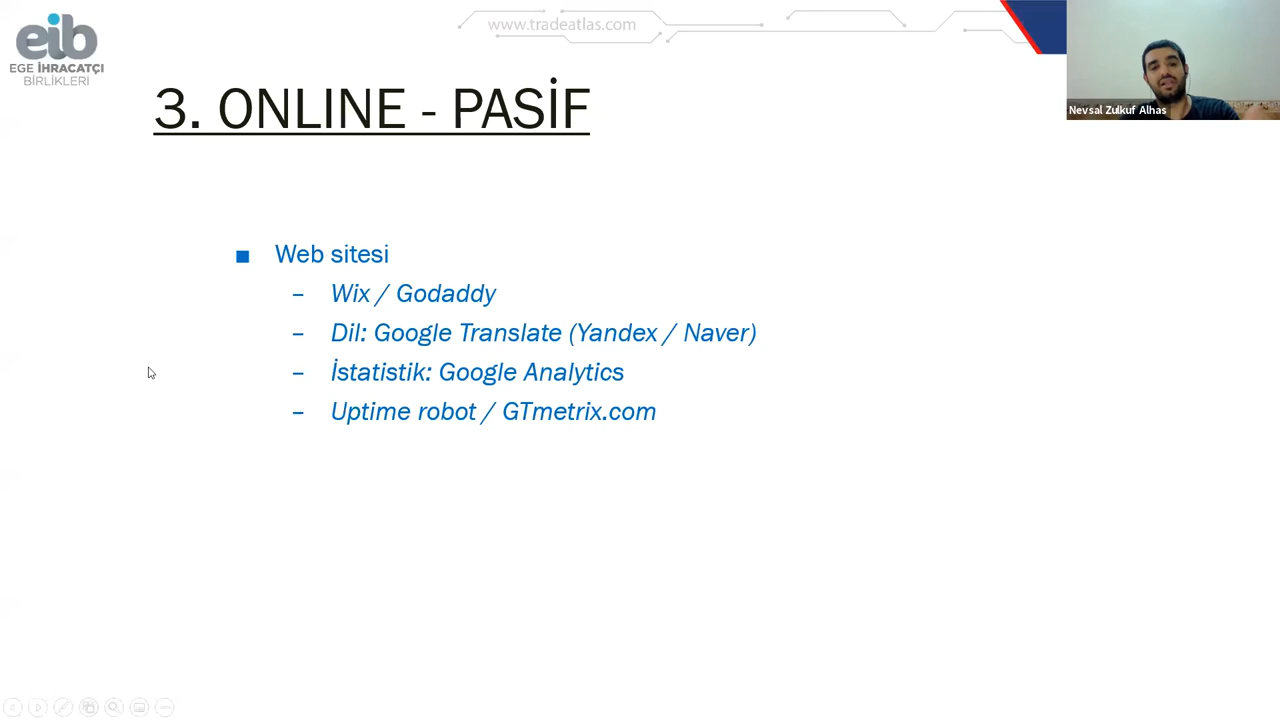 eib
EGE İHRACATÇI
BİRLİKLERİ
www.tradeatlas.com
Nevsal Zulkuf Alhas
3. ONLINE - PASİF
■ Web sitesi
– Wix / Godaddy
– Dil: Google Translate (Yandex / Naver)
– İstatistik: Google Analytics
– Uptime robot / GTmetrix.com